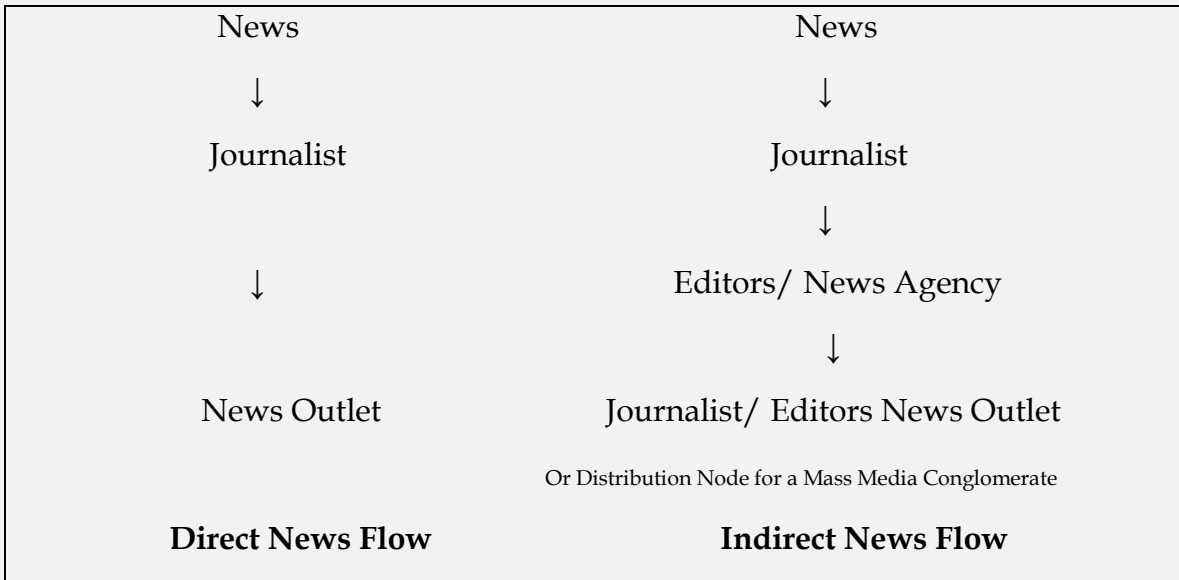 News News
↓ ↓
Journalist Journalist
↓
↓ Editors/ News Agency
↓
News Outlet Journalist/ Editors News Outlet
Or Distribution Node for a Mass Media Conglomerate
Direct News Flow Indirect News Flow